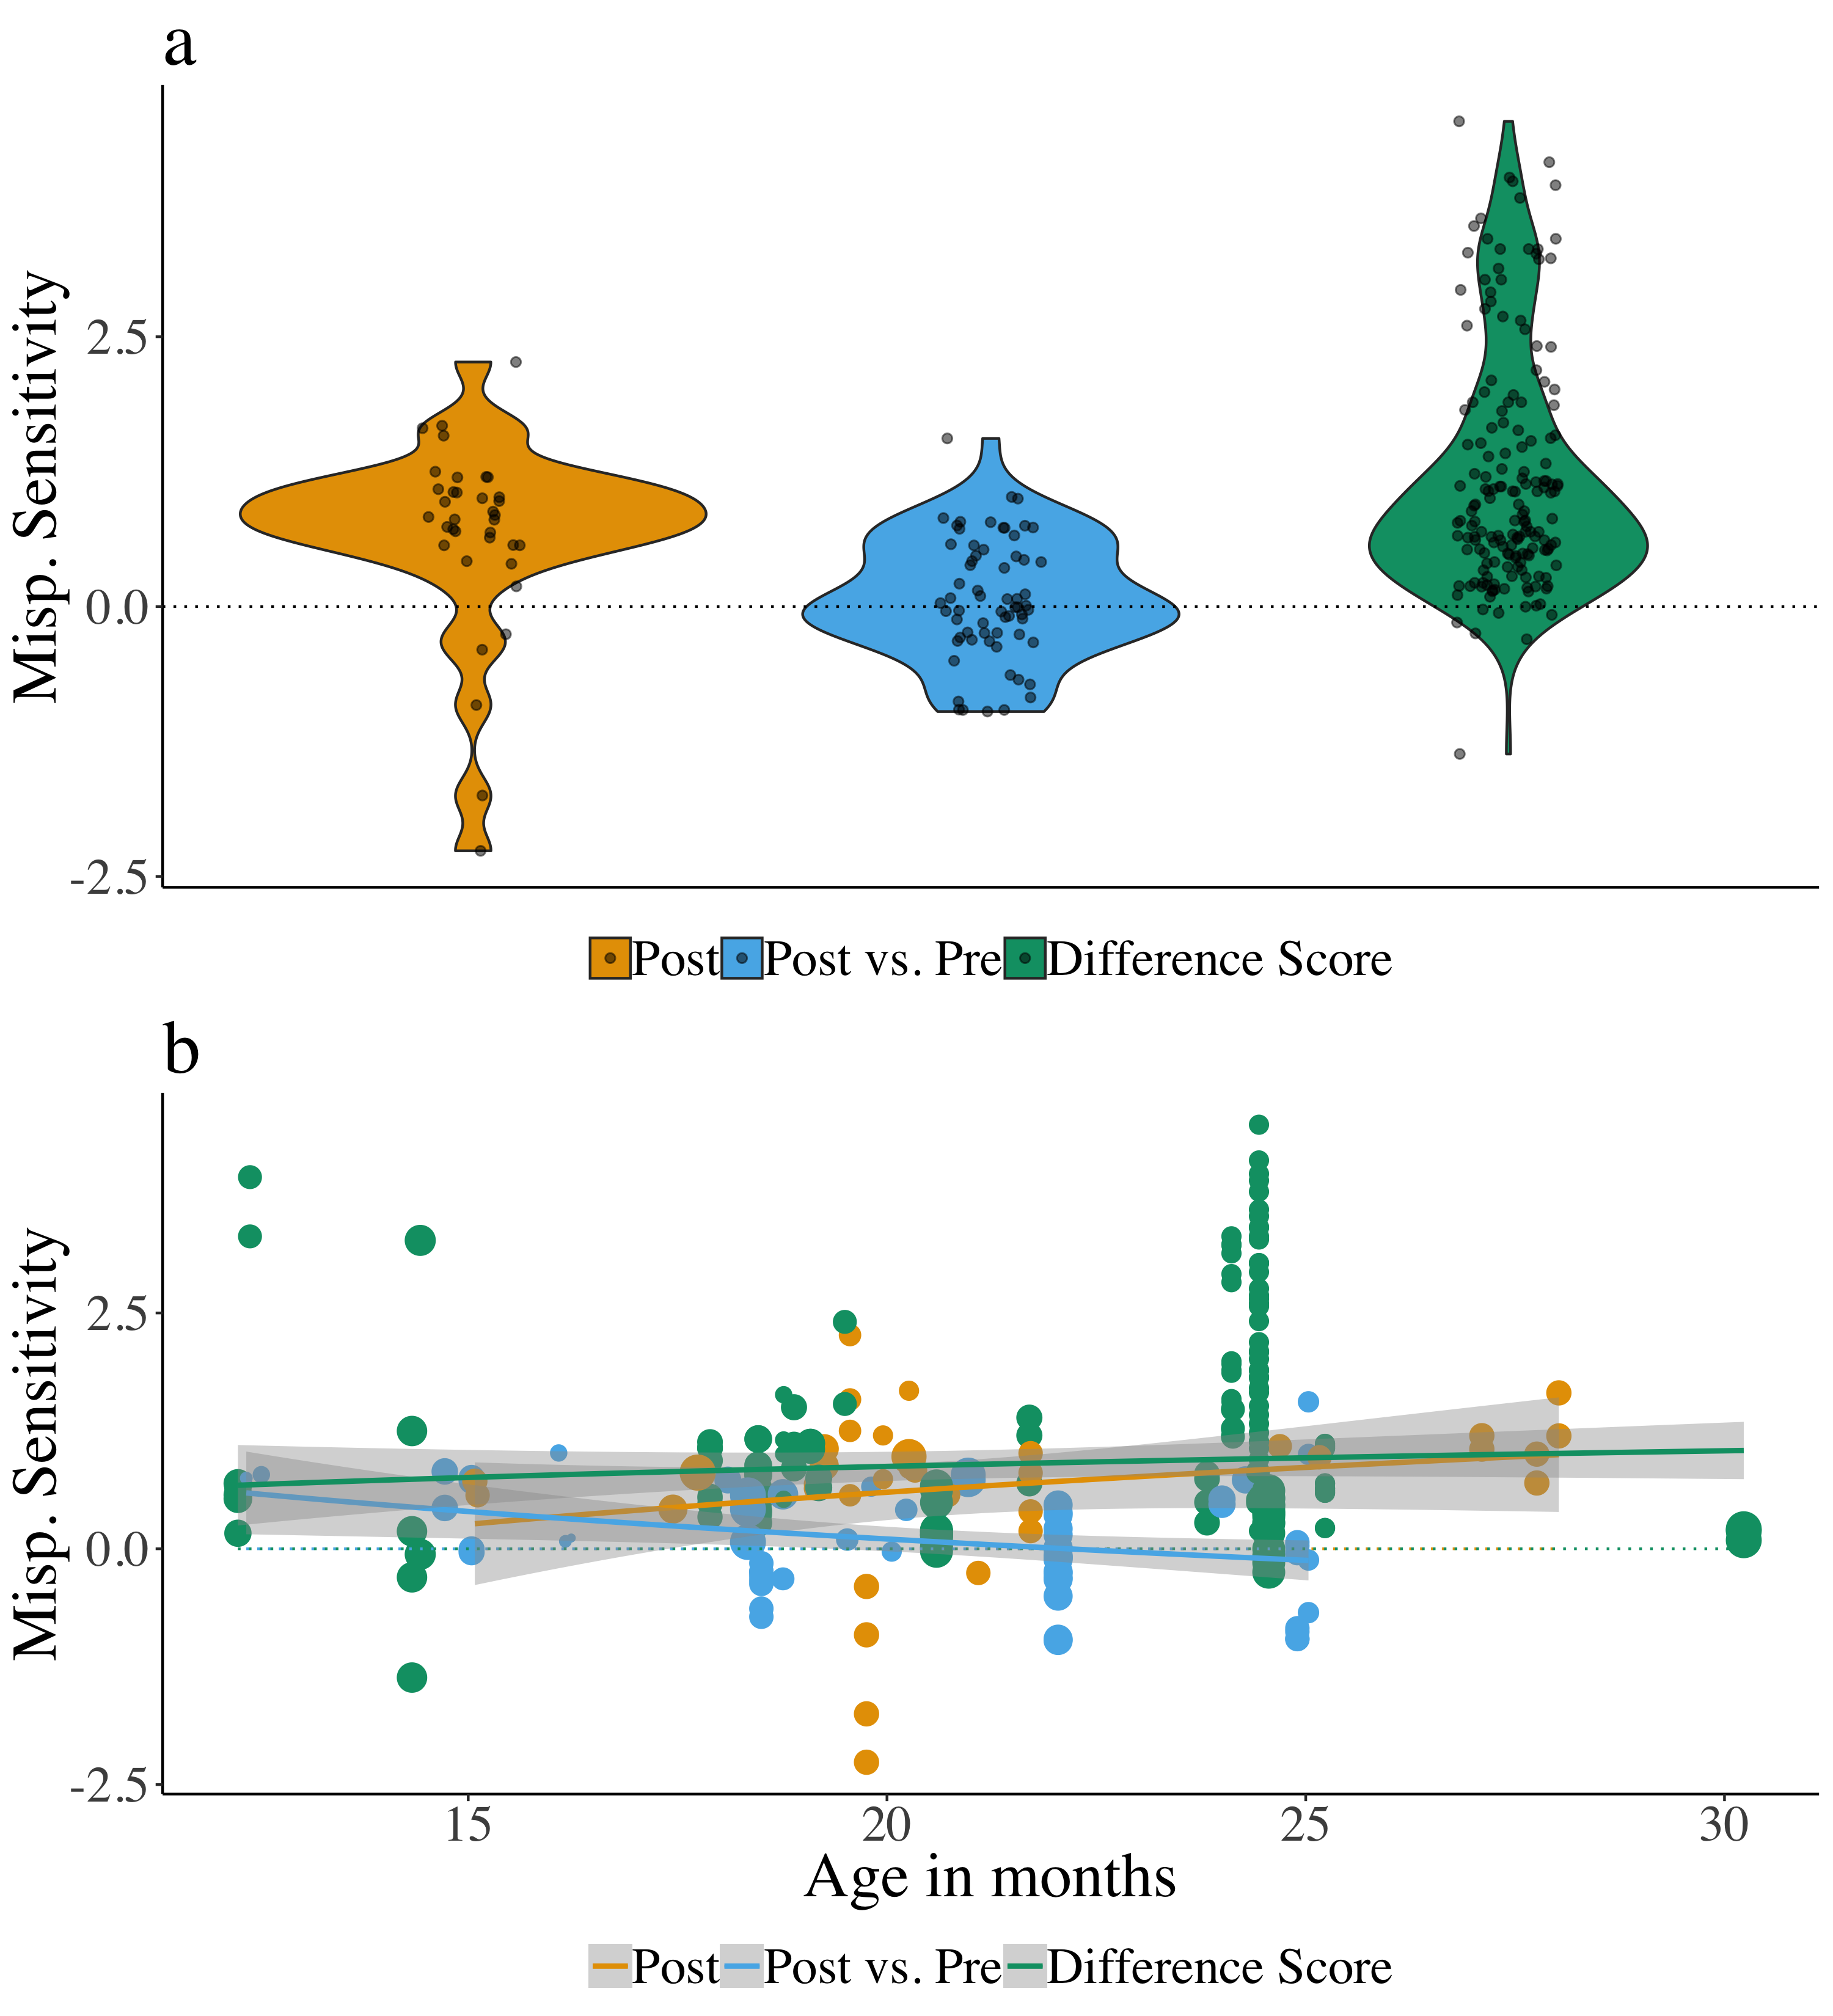 a
Misp. Sensitivity
2.5
0.0
-2.5
Post Post vs. Pre Difference Score
b
Misp. Sensitivity
2.5
0.0
-2.5
15 20 25 30
Age in months
Post Post vs. Pre Difference Score